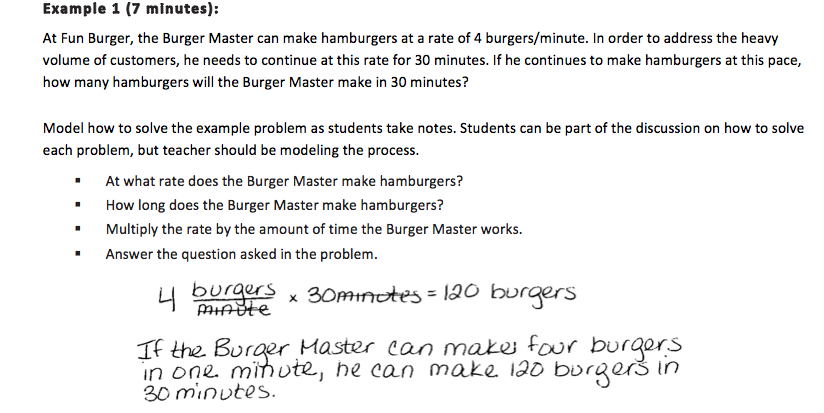 Example 1 (7 minutes):
At Fun Burger, the Burger Master can make hamburgers at a rate of 4 burgers/minute. In order to address the heavy
volume of customers, he needs to continue at this rate for 30 minutes. If he continues to make hamburgers at this pace,
how many hamburgers will the Burger Master make in 30 minutes?
Model how to solve the example problem as students take notes. Students can be part of the discussion on how to solve
each problem, but teacher should be modeling the process.
▪ At what rate does the Burger Master make hamburgers?
▪ How long does the Burger Master make hamburgers?
▪ Multiply the rate by the amount of time the Burger Master works.
▪ Answer the question asked in the problem.
4 burgers/minute x 30 minutes = 120 burgers
If the Burger Master can makes four burgers
in one minute, he can make 120 burgers in
30 minutes.